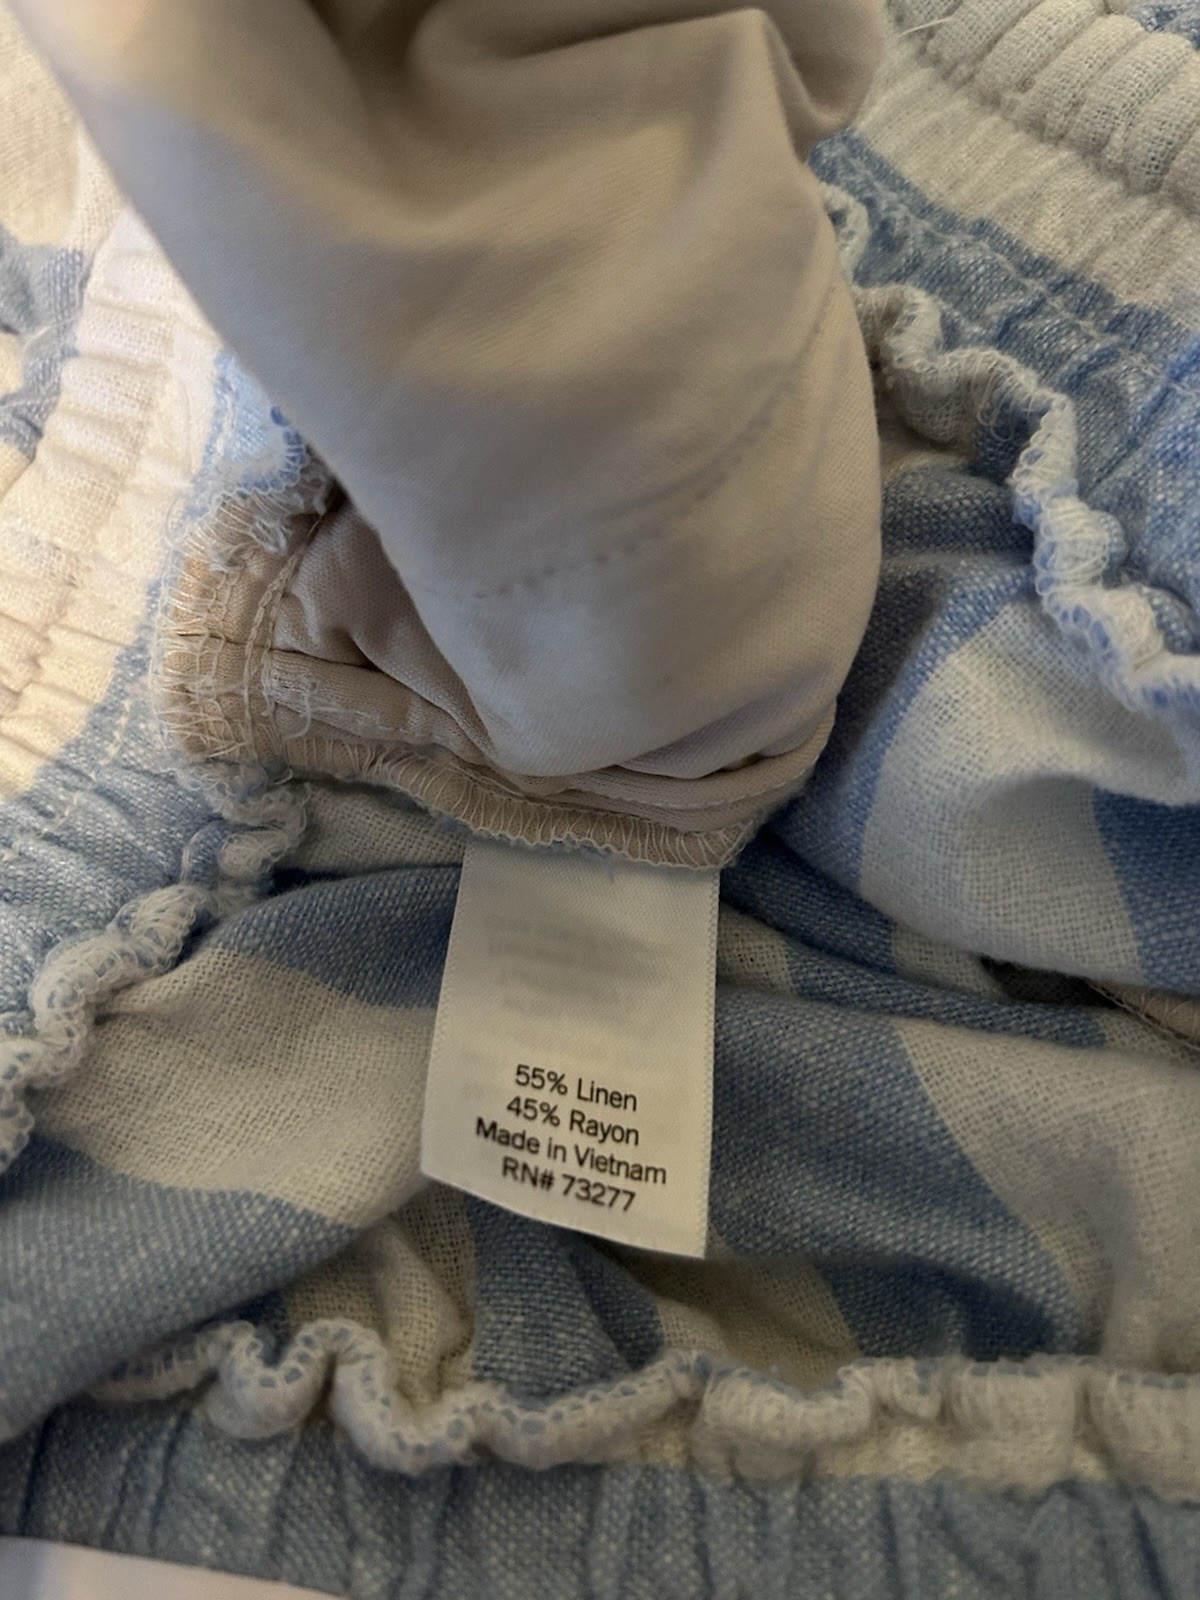 55% Linen
45% Rayon
Made in Vietnam
RN# 73277